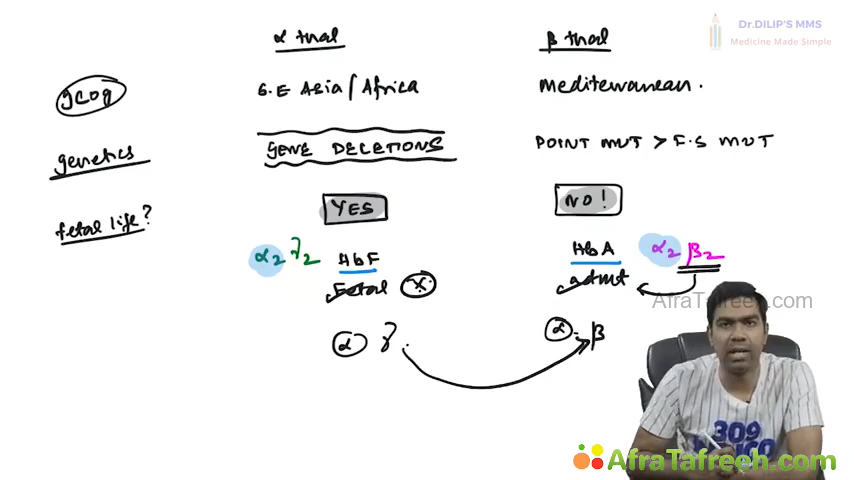 Dr.DILIP'S MMS
Medicine Made Simple
α thal
β thal
geog
S.E Asia / Africa
Mediterranean.
genetics
GENE DELETIONS
POINT MUT > F.S MUT
fetal life?
YES
NO!
α2 γ2
HbF
HbA
α2 β2
Fetal
x
adult
AfraTafreeh.com
α γ.
α β
309
AfraTafreeh.com